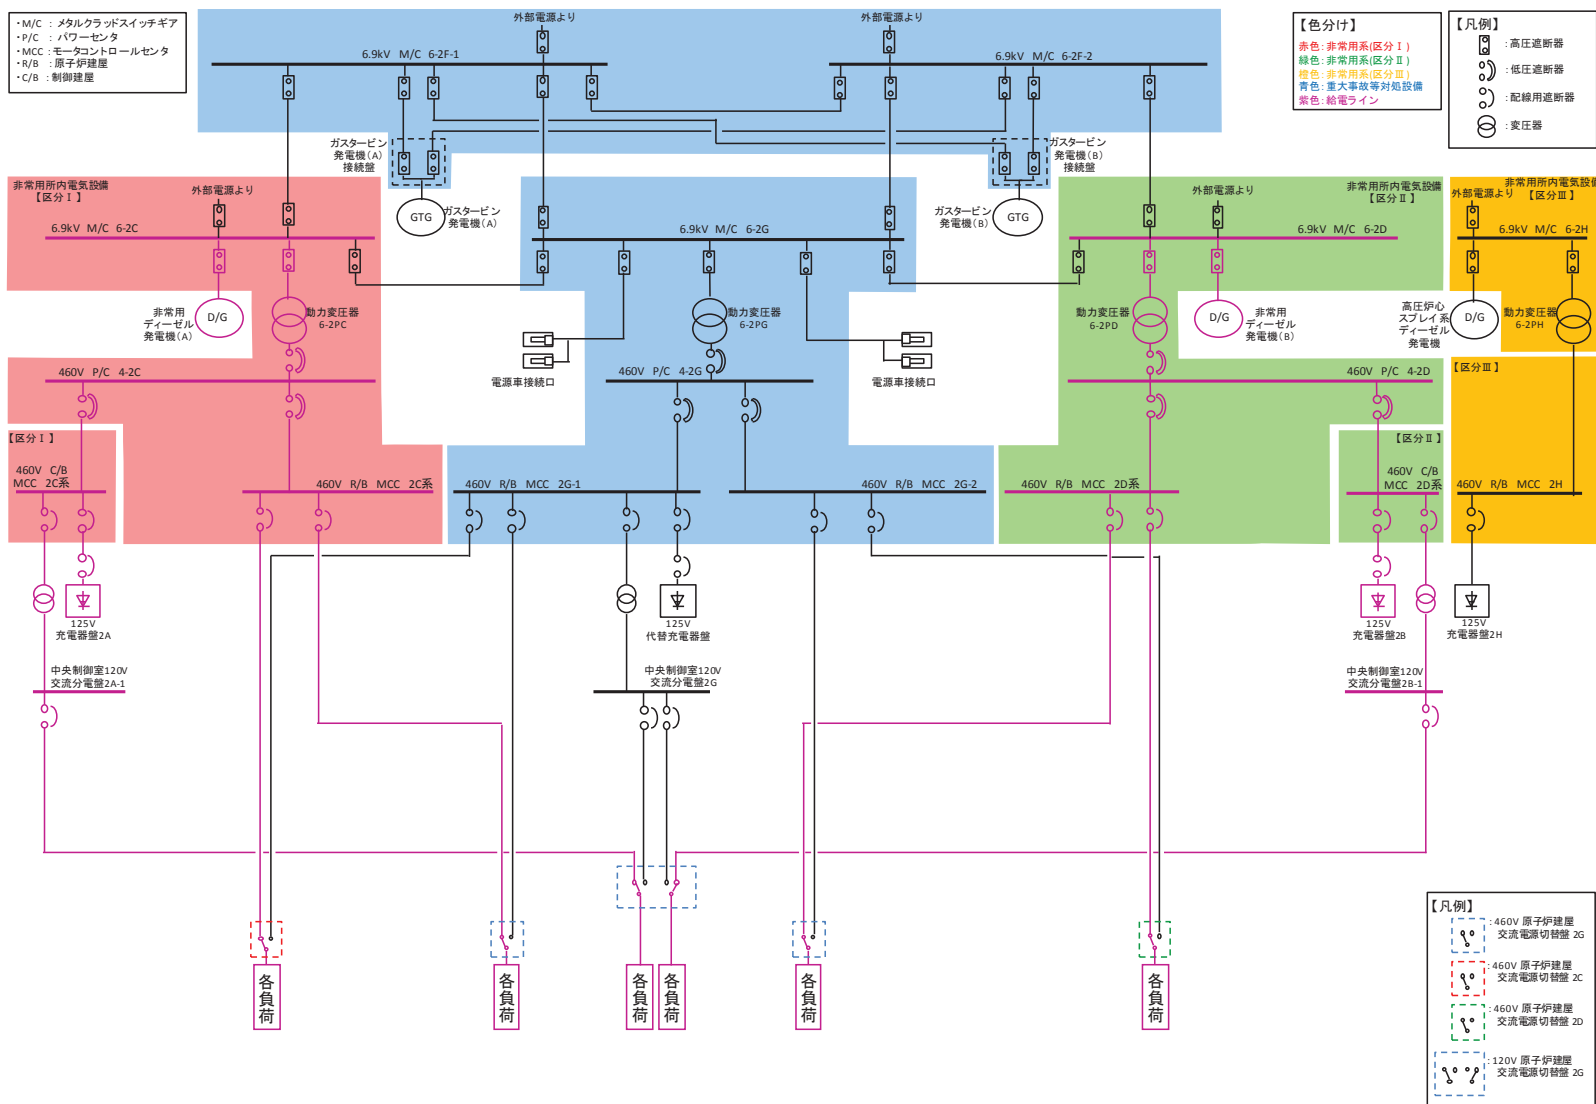 ・M/C ： メタルクラッドスイッチギア
・P/C ： パワーセンタ
・MCC ：モータコントロールセンタ
・R/B ：原子炉建屋
・C/B ：制御建屋
外部電源より
外部電源より
6.9kV M/C 6-2F-1
6.9kV M/C 6-2F-2
【色分け】
赤色：非常用系(区分Ⅰ)
緑色：非常用系(区分Ⅱ)
橙色：非常用系(区分Ⅲ)
青色：重大事故等対処設備
紫色：給電ライン
【凡例】
：高圧遮断器
：低圧遮断器
：配線用遮断器
：変圧器
ガスタービン
発電機(A)
接続盤
ガスタービン
発電機(B)
接続盤
GTG
ガスタービン
発電機(A)
ガスタービン
発電機(B)
GTG
非常用所内電気設備
【区分Ⅰ】
外部電源より
6.9kV M/C 6-2C
6.9kV M/C 6-2G
外部電源より
非常用所内電気設備
【区分Ⅱ】
6.9kV M/C 6-2D
非常用所内電気設備
外部電源より
【区分Ⅲ】
6.9kV M/C 6-2H
非常用
ディーゼル
発電機(A)
D/G
動力変圧器
6-2PC
動力変圧器
6-2PG
動力変圧器
6-2PD
D/G
非常用
ディーゼル
発電機(B)
高圧炉心
スプレイ系
ディーゼル
発電機
D/G
動力変圧器
6-2PH
電源車接続口
電源車接続口
460V P/C 4-2C
460V P/C 4-2G
460V P/C 4-2D
【区分Ⅲ】
【区分Ⅰ】
460V C/B
MCC 2C系
460V R/B MCC 2C系
460V R/B MCC 2G-1
460V R/B MCC 2G-2
460V R/B MCC 2D系
【区分Ⅱ】
460V C/B
MCC 2D系
460V R/B MCC 2H
125V
充電器盤2A
125V
代替充電器盤
125V
充電器盤2B
125V
充電器盤2H
中央制御室120V
交流分電盤2A-1
中央制御室120V
交流分電盤2G
中央制御室120V
交流分電盤2B-1
各負荷
各負荷
各負荷
各負荷
各負荷
各負荷
【凡例】
：460V 原子炉建屋
交流電源切替盤 2G
：460V 原子炉建屋
交流電源切替盤 2C
：460V 原子炉建屋
交流電源切替盤 2D
：120V 原子炉建屋
交流電源切替盤 2G